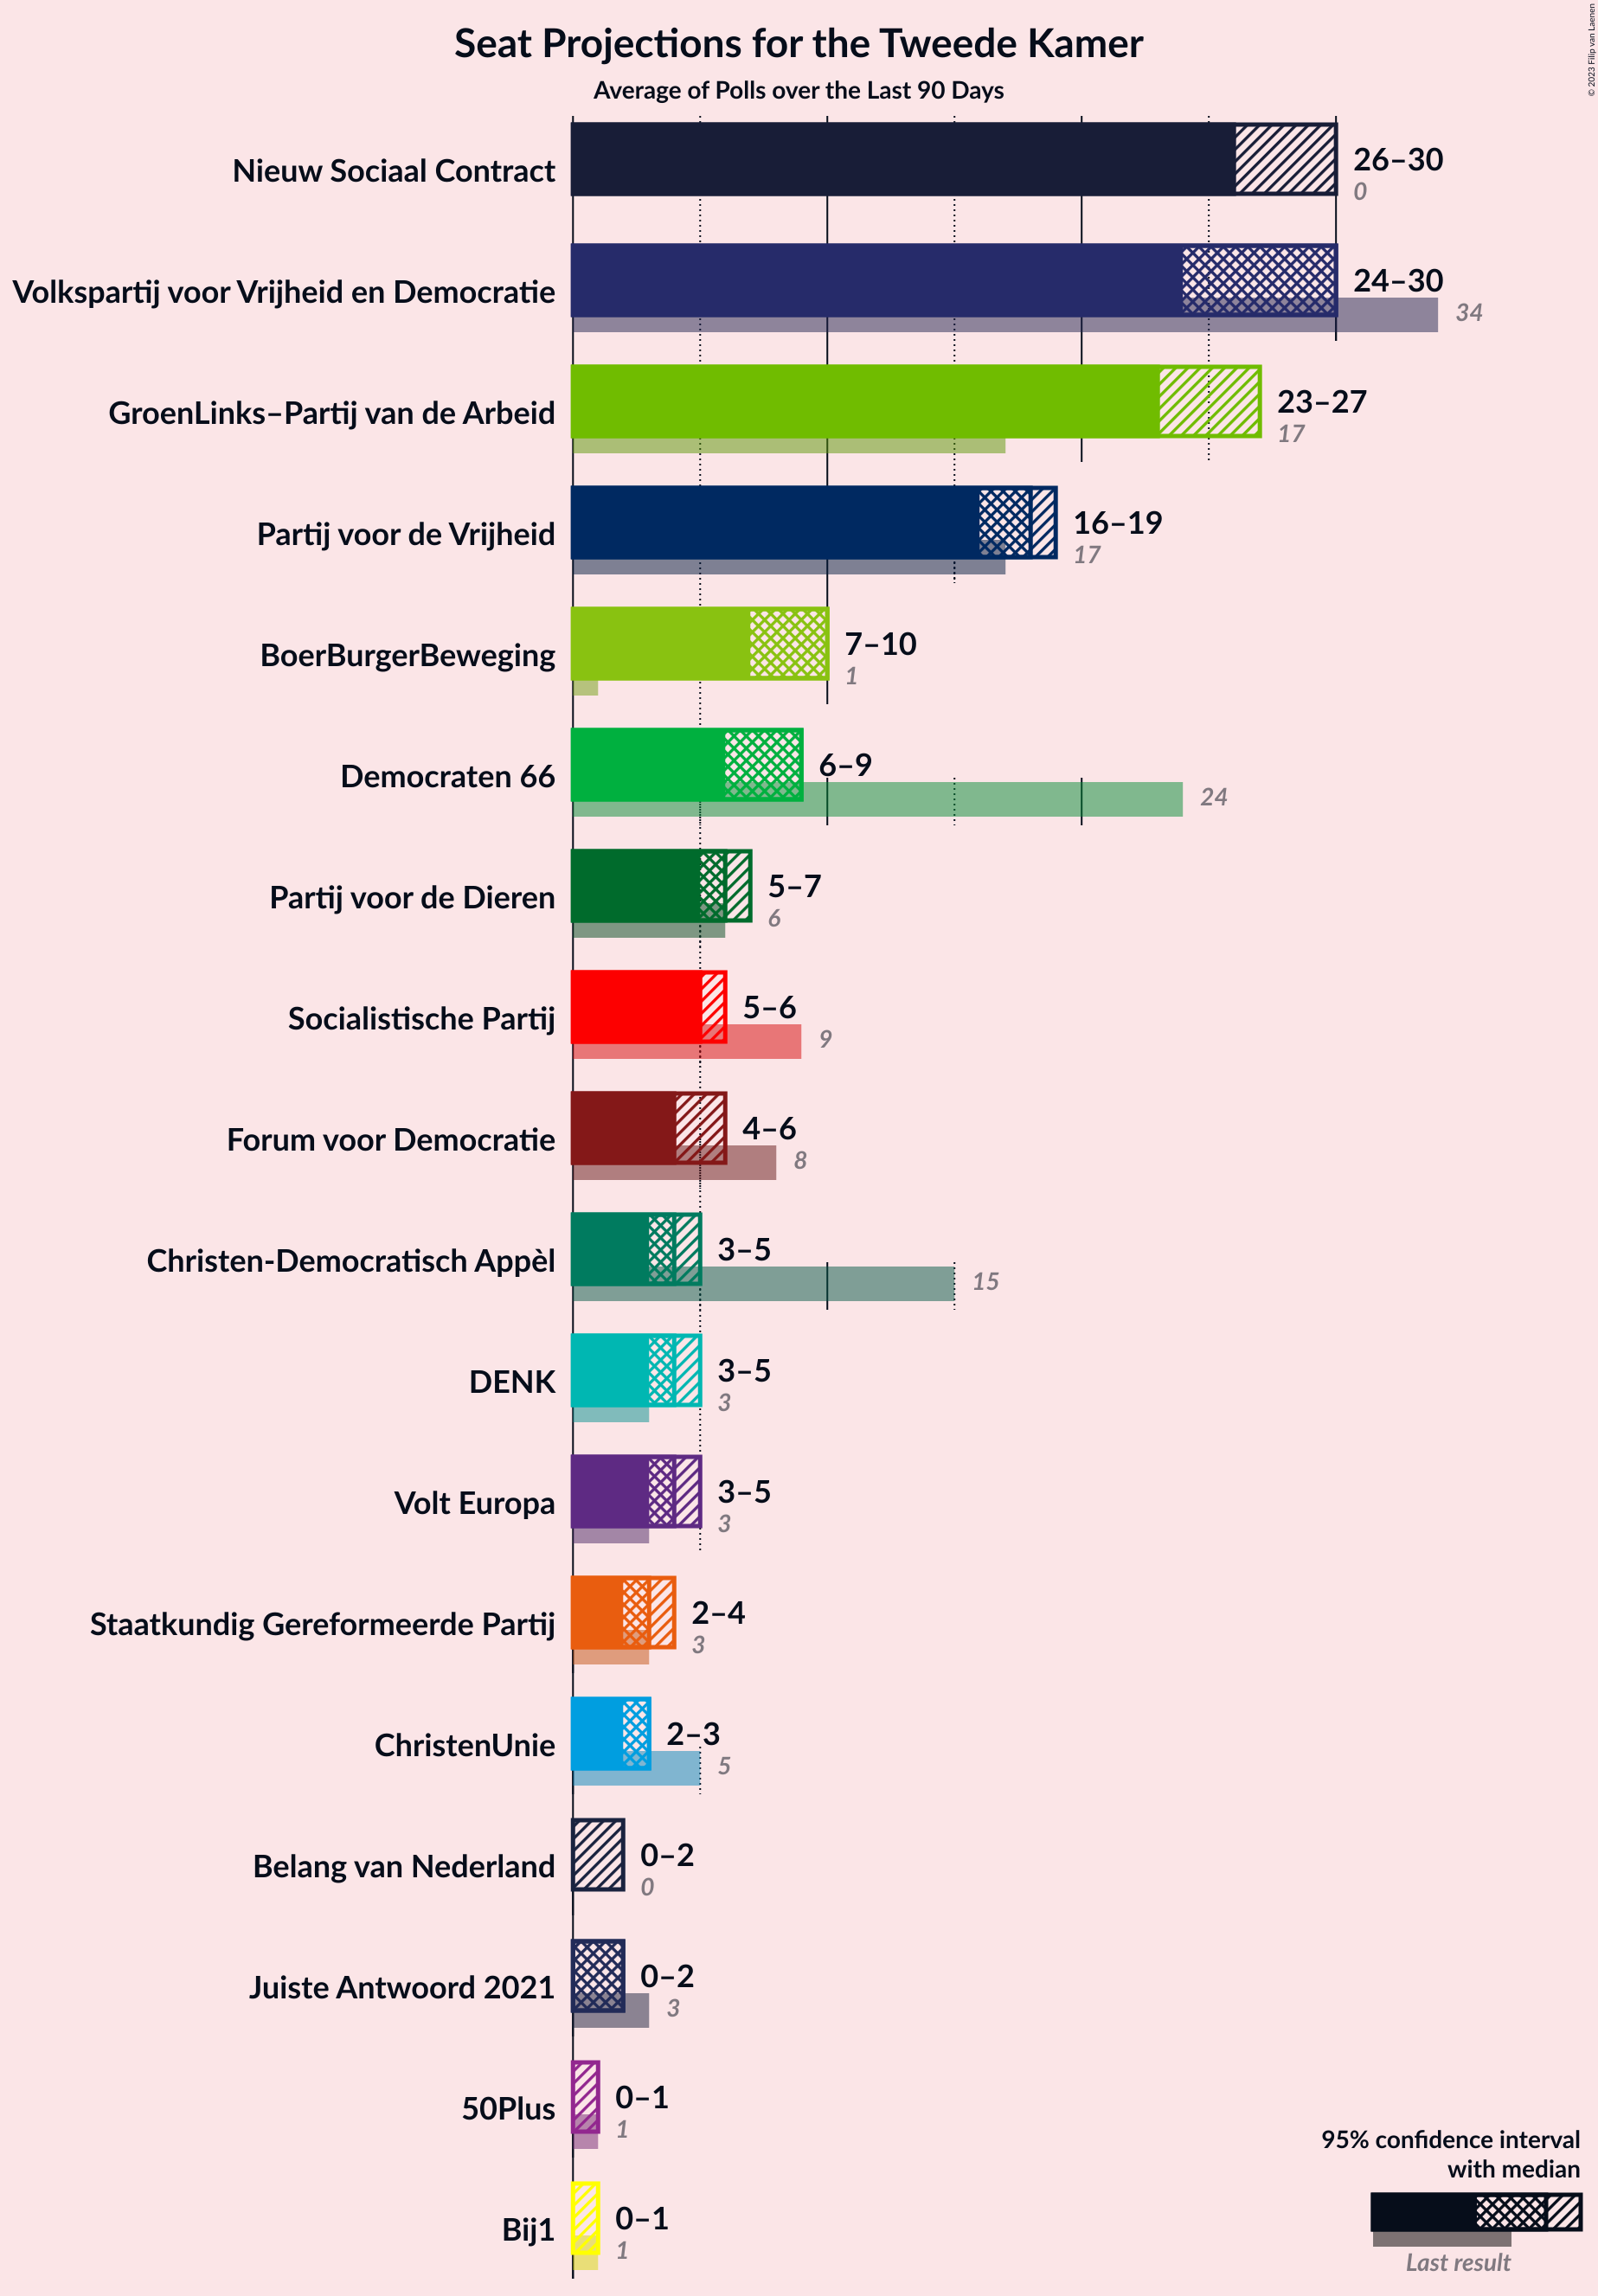 Seat Projections for the Tweede Kamer
Average of Polls over the Last 90 Days
© 2023 Filip van Laenen
Nieuw Sociaal Contract
26–30
0
Volkspartij voor Vrijheid en Democratie
24–30
34
GroenLinks–Partij van de Arbeid
23–27
17
Partij voor de Vrijheid
16–19
17
BoerBurgerBeweging
7–10
1
Democraten 66
6–9
24
Partij voor de Dieren
5–7
6
Socialistische Partij
5–6
9
Forum voor Democratie
4–6
8
Christen-Democratisch Appèl
3–5
15
DENK
3–5
3
Volt Europa
3–5
3
Staatkundig Gereformeerde Partij
2–4
3
ChristenUnie
2–3
5
Belang van Nederland
0–2
0
Juiste Antwoord 2021
0–2
3
50Plus
0–1
1
Bij1
0–1
1
95% confidence interval
with median
Last result